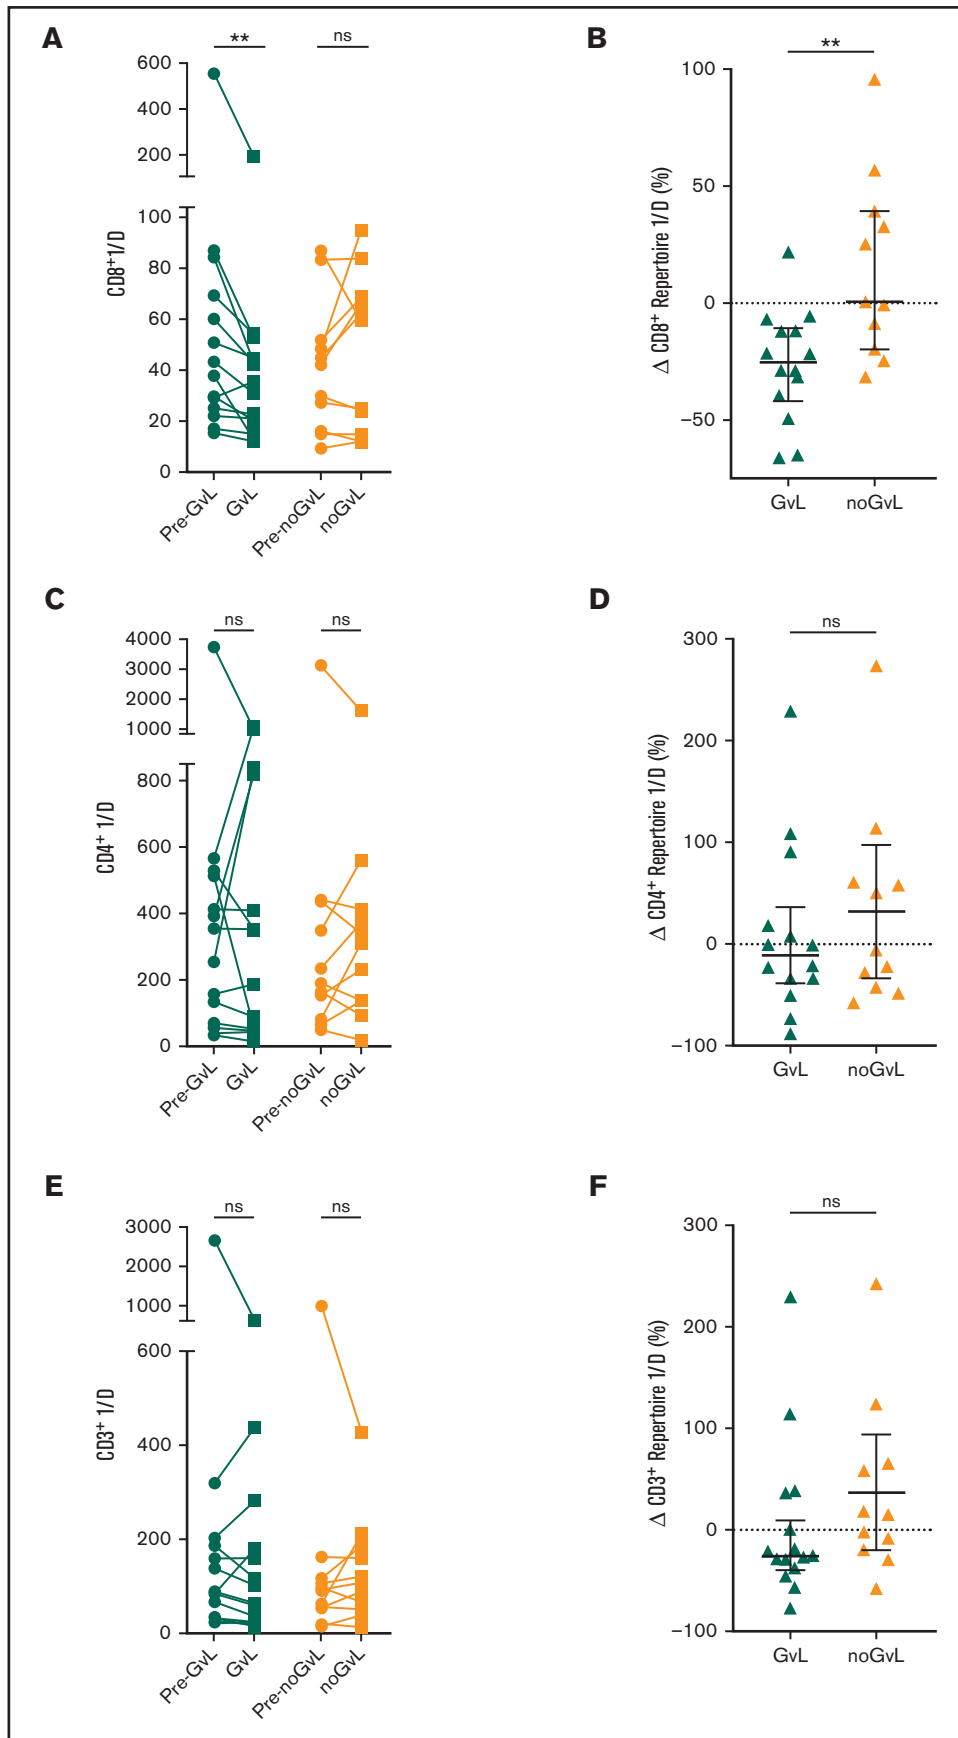 A
**
ns
600
400
200
100
80
60
40
20
0
CD8⁺1/D
Pre-GvL
GvL
Pre-noGvL
noGvL
B
**
100
50
0
−50
Δ CD8⁺ Repertoire 1/D (%)
GvL
noGvL
C
ns
ns
4000
3000
2000
1000
800
600
400
200
0
CD4⁺ 1/D
Pre-GvL
GvL
Pre-noGvL
noGvL
D
ns
300
200
100
0
−100
Δ CD4⁺ Repertoire 1/D (%)
GvL
noGvL
E
ns
ns
3000
2000
1000
600
400
200
0
CD3⁺ 1/D
Pre-GvL
GvL
Pre-noGvL
noGvL
F
ns
300
200
100
0
−100
Δ CD3⁺ Repertoire 1/D (%)
GvL
noGvL